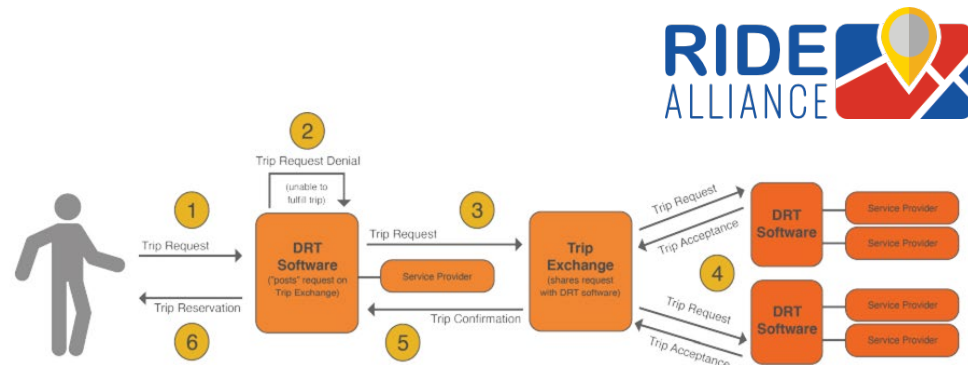 RIDE
ALLIANCE
2
Trip Request Denial
(unable to
fulfill trip)
1
Trip Request
DRT
Software
("posts" request on
Trip Exchange)
Trip Reservation
6
3
Trip Request
Service Provider
Trip Confirmation
5
Trip
Exchange
(shares request
with DRT software)
Trip Request
Trip Acceptance
4
Trip Request
Trip Acceptance
DRT
Software
Service Provider
Service Provider
DRT
Software
Service Provider
Service Provider